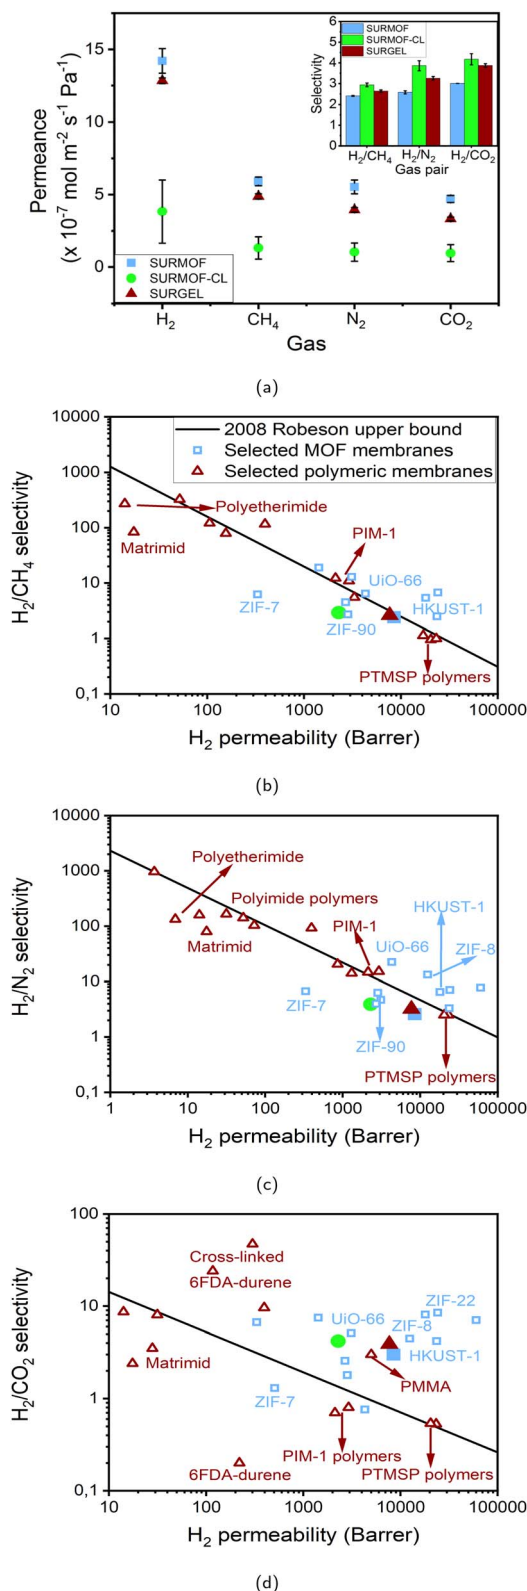 15
10
5
0
Permeance
(x 10⁻⁷ mol m⁻² s⁻¹ Pa⁻¹)
SURMOF
SURMOF-CL
SURGEL
H₂
CH₄
N₂
CO₂
Gas
5
4
3
2
1
0
Selectivity
SURMOF
SURMOF-CL
SURGEL
H₂/CH₄
H₂/N₂
H₂/CO₂
Gas pair
(a)
10000
1000
100
10
1
0,1
H₂/CH₄ selectivity
2008 Robeson upper bound
Selected MOF membranes
Selected polymeric membranes
Polyetherimide
Matrimid
PIM-1
UiO-66
ZIF-7
HKUST-1
ZIF-90
PTMSP polymers
10
100
1000
10000
100000
H₂ permeability (Barrer)
(b)
10000
1000
100
10
1
0,1
H₂/N₂ selectivity
Polyetherimide
Polyimide polymers
HKUST-1
PIM-1
Matrimid
UiO-66
ZIF-8
ZIF-7
ZIF-90
PTMSP polymers
1
10
100
1000
10000
100000
H₂ permeability (Barrer)
(c)
100
10
1
0,1
H₂/CO₂ selectivity
Cross-linked
6FDA-durene
ZIF-22
UiO-66
ZIF-8
HKUST-1
Matrimid
PMMA
ZIF-7
PIM-1 polymers
6FDA-durene
PTMSP polymers
10
100
1000
10000
100000
H₂ permeability (Barrer)
(d)